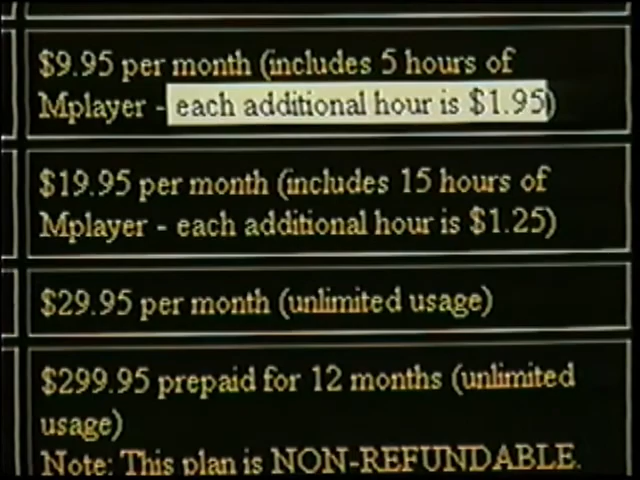 $9.95 per month (includes 5 hours of
Mplayer - each additional hour is $1.95)
$19.95 per month (includes 15 hours of
Mplayer - each additional hour is $1.25)
$29.95 per month (unlimited usage)
$299.95 prepaid for 12 months (unlimited
usage)
Note: This plan is NON-REFUNDABLE.